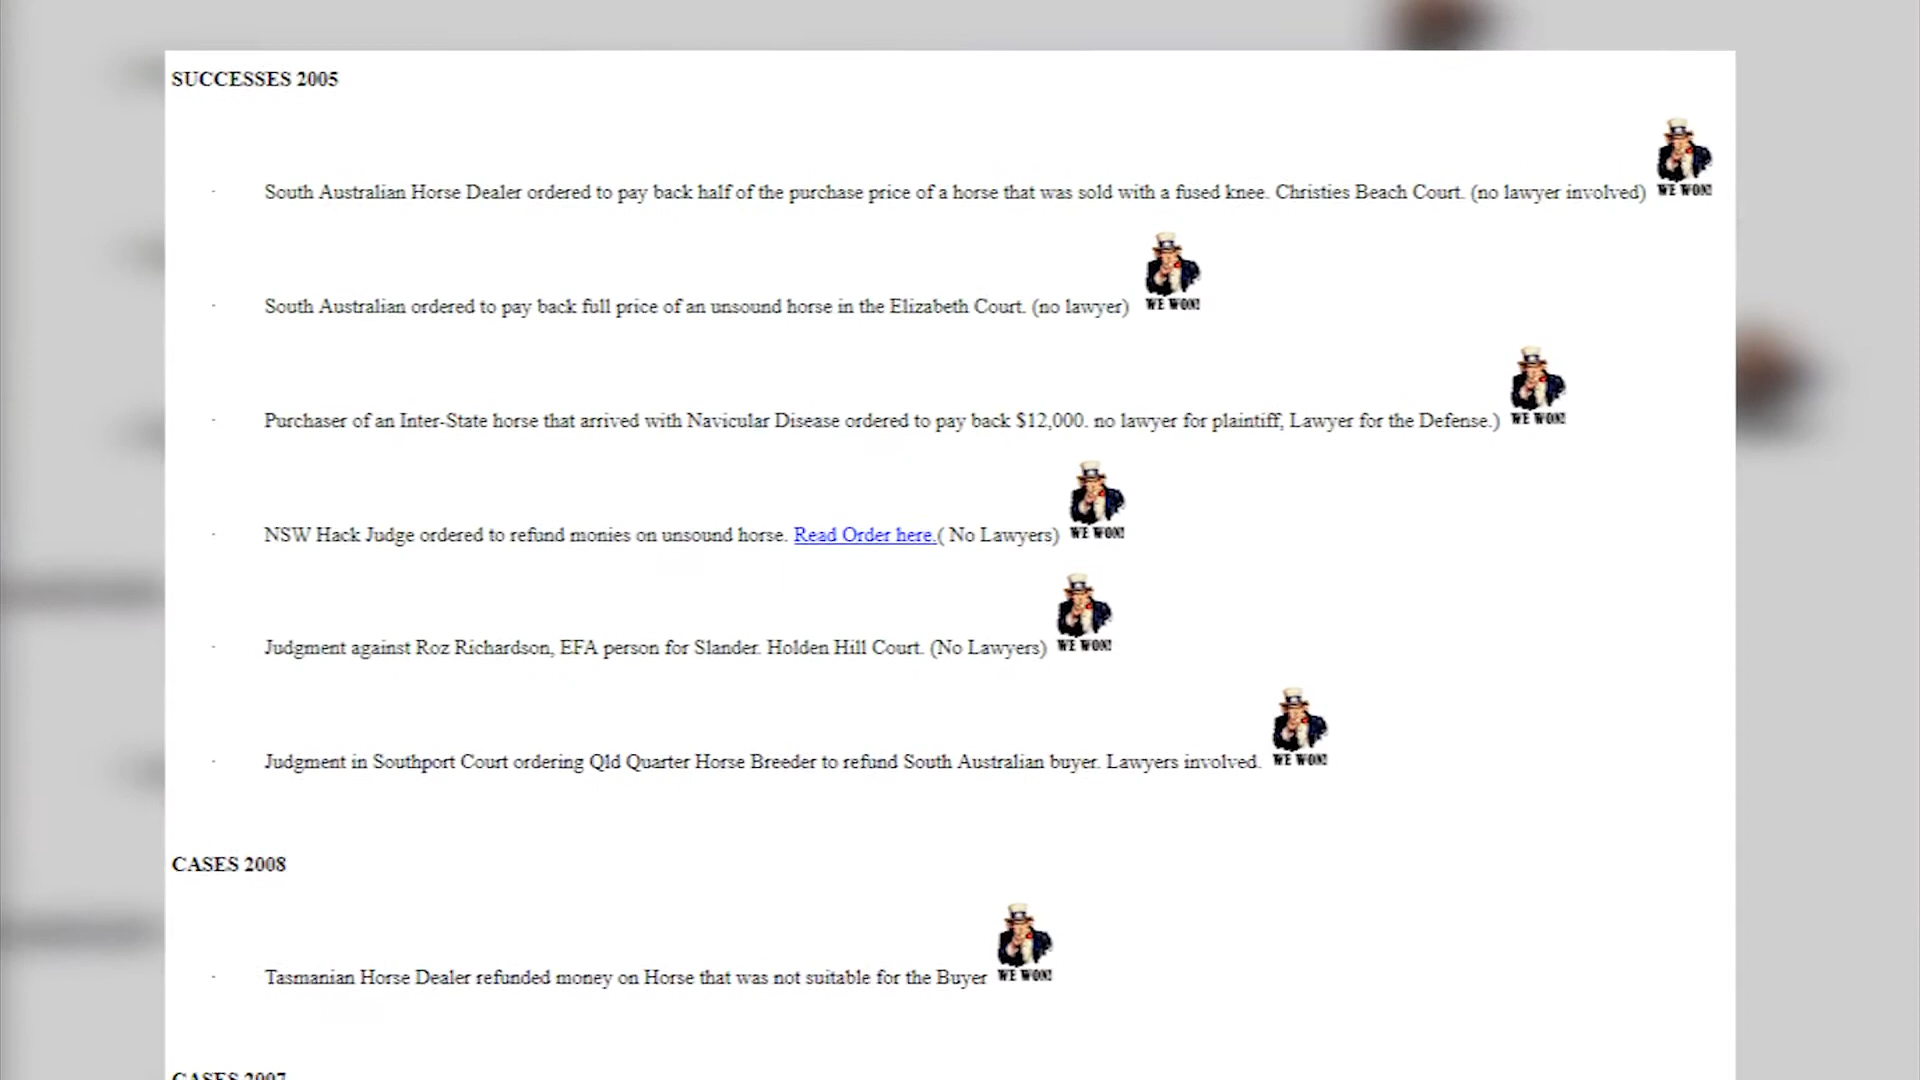 SUCCESSES 2005
· South Australian Horse Dealer ordered to pay back half of the purchase price of a horse that was sold with a fused knee. Christies Beach Court. (no lawyer involved) WE WON!
· South Australian ordered to pay back full price of an unsound horse in the Elizabeth Court. (no lawyer) WE WON!
· Purchaser of an Inter-State horse that arrived with Navicular Disease ordered to pay back $12,000. no lawyer for plaintiff, Lawyer for the Defense.) WE WON!
· NSW Hack Judge ordered to refund monies on unsound horse. Read Order here.( No Lawyers) WE WON!
· Judgment against Roz Richardson, EFA person for Slander. Holden Hill Court. (No Lawyers) WE WON!
· Judgment in Southport Court ordering Qld Quarter Horse Breeder to refund South Australian buyer. Lawyers involved. WE WON!
CASES 2008
· Tasmanian Horse Dealer refunded money on Horse that was not suitable for the Buyer WE WON!
CASES 2007